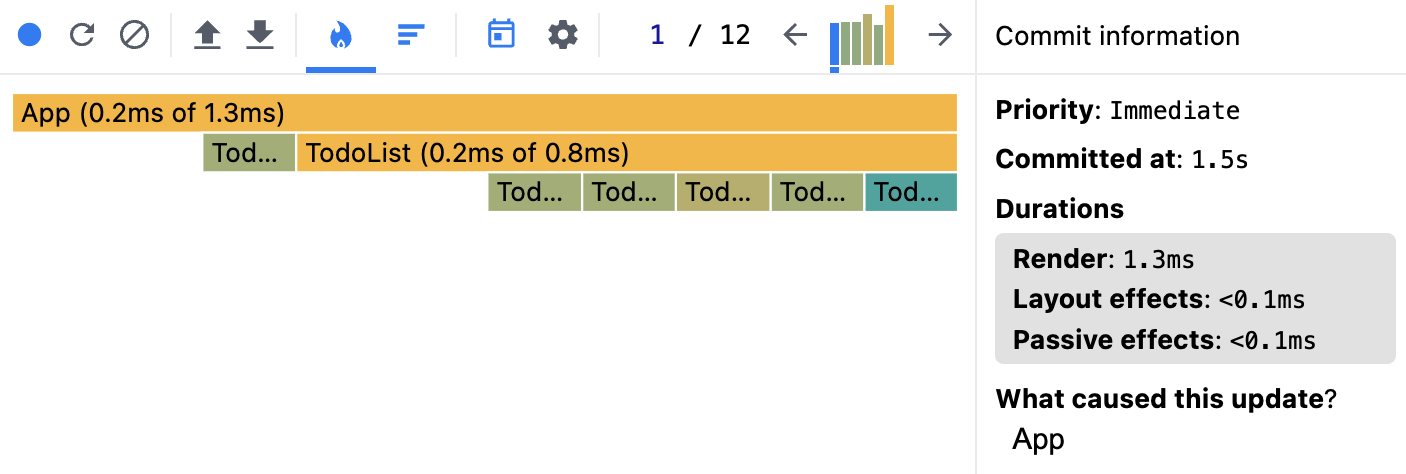 1 / 12
Commit information
App (0.2ms of 1.3ms)
Tod... TodoList (0.2ms of 0.8ms)
Tod... Tod... Tod... Tod... Tod...
Priority: Immediate
Committed at: 1.5s
Durations
Render: 1.3ms
Layout effects: <0.1ms
Passive effects: <0.1ms
What caused this update?
App